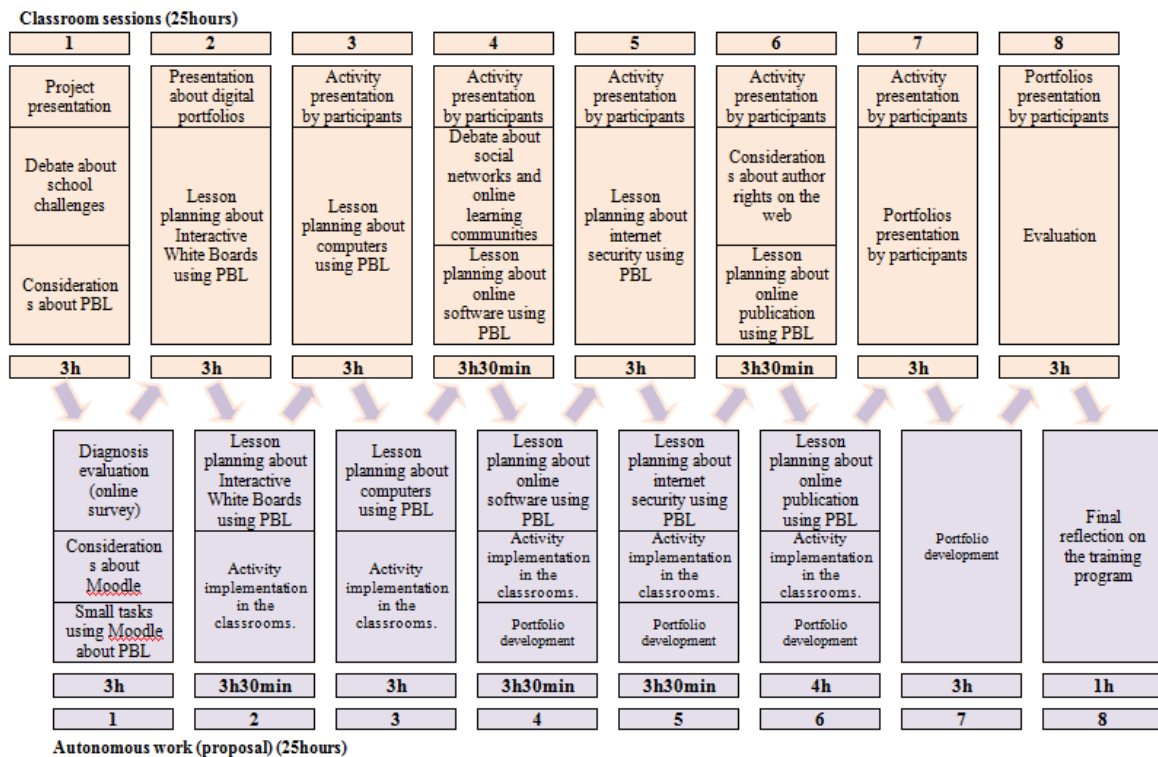 Classroom sessions (25hours)
1
2
3
4
5
6
7
8
Project
presentation
Debate about
school
challenges
Consideration
s about PBL
Presentation
about digital
portfolios
Lesson
planning about
Interactive
White Boards
using PBL
Activity
presentation
by participants
Lesson
planning about
computers
using PBL
Activity
presentation
by participants
Debate about
social
networks and
online
learning
communities
Lesson
planning about
online
software using
PBL
Activity
presentation
by participants
Lesson
planning about
internet
security using
PBL
Activity
presentation
by participants
Consideration
s about author
rights on the
web
Lesson
planning about
online
publication
using PBL
Activity
presentation
by participants
Portfolios
presentation
by participants
Portfolios
presentation
by participants
Evaluation
3h
3h
3h
3h30min
3h
3h30min
3h
3h
Diagnosis
evaluation
(online
survey)
Consideration
s about
Moodle
Small tasks
using Moodle
about PBL
Lesson
planning about
Interactive
White Boards
using PBL
Activity
implementation
in the
classrooms.
Lesson
planning about
computers
using PBL
Activity
implementation
in the
classrooms.
Lesson
planning about
online
software using
PBL
Activity
implementation
in the
classrooms.
Portfolio
development
Lesson
planning about
internet
security using
PBL
Activity
implementation
in the
classrooms.
Portfolio
development
Lesson
planning about
online
publication
using PBL
Activity
implementation
in the
classrooms.
Portfolio
development
Portfolio
development
Final
reflection on
the training
program
3h
3h30min
3h
3h30min
3h30min
4h
3h
1h
1
2
3
4
5
6
7
8
Autonomous work (proposal) (25hours)